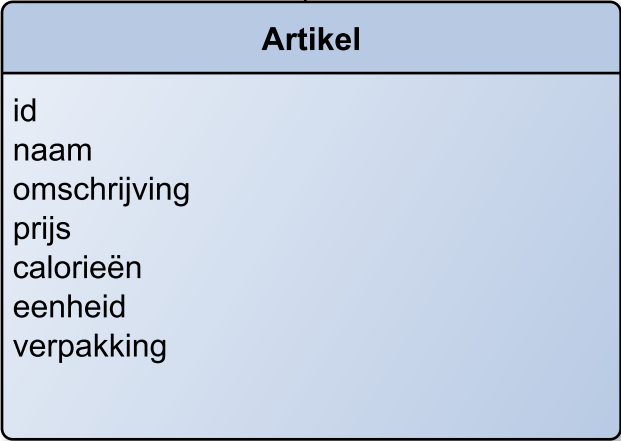 Artikel
id
naam
omschrijving
prijs
calorieën
eenheid
verpakking